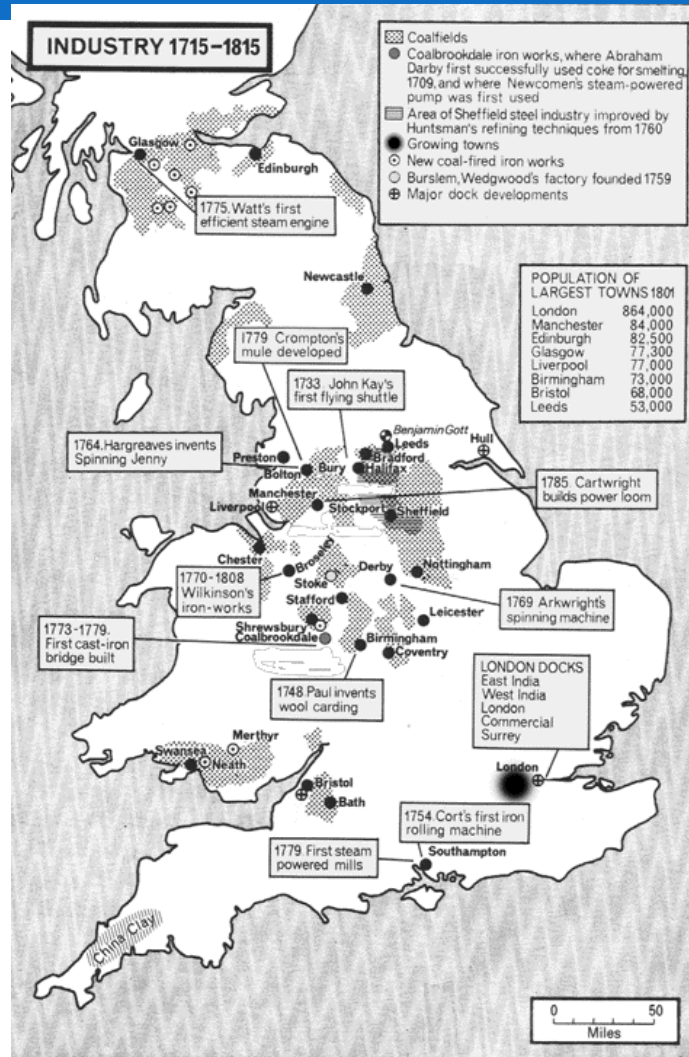 INDUSTRY 1715–1815
Coalfields
Coalbrookdale iron works, where Abraham
Darby first successfully used coke for smelting,
1709, and where Newcomen's steam-powered
pump was first used
Area of Sheffield steel industry improved by
Huntsman's refining techniques from 1760
Growing towns
New coal-fired iron works
Burslem, Wedgwood's factory founded 1759
Major dock developments
Glasgow
Edinburgh
1775. Watt's first
efficient steam engine
Newcastle
POPULATION OF
LARGEST TOWNS 1801
London 864,000
Manchester 84,000
Edinburgh 82,500
Glasgow 77,300
Liverpool 77,000
Birmingham 73,000
Bristol 68,000
Leeds 53,000
1779 Crompton's
mule developed
1733. John Kay's
first flying shuttle
Benjamin Gott
Leeds
Hull
1764. Hargreaves invents
Spinning Jenny
Preston
Bradford
Bolton
Bury
Halifax
1785. Cartwright
builds power loom
Manchester
Liverpool
Stockport
Sheffield
Chester
Broseley
1770-1808
Wilkinson's
iron-works
Stoke
Derby
Nottingham
Stafford
1769 Arkwright's
spinning machine
Leicester
Shrewsbury
Coalbrookdale
1773-1779.
First cast-iron
bridge built
Birmingham
Coventry
1748. Paul invents
wool carding
LONDON DOCKS
East India
West India
London
Commercial
Surrey
Merthyr
Swansea
Neath
London
Bristol
Bath
1754. Cort's first iron
rolling machine
1779. First steam
powered mills
Southampton
China Clay
0 50
Miles